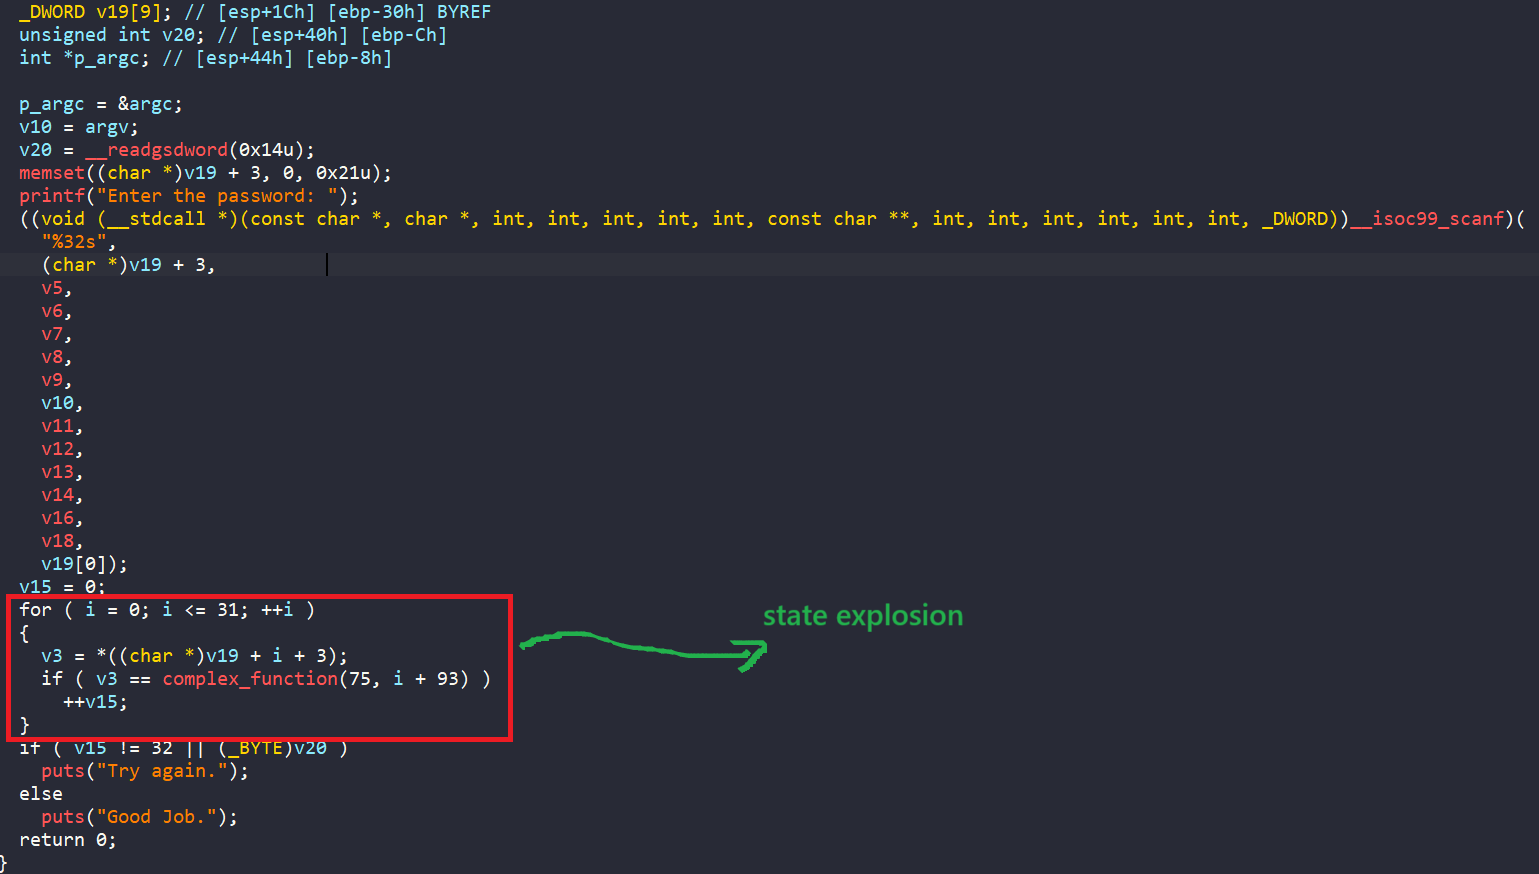 _DWORD v19[9]; // [esp+1Ch] [ebp-30h] BYREF
unsigned int v20; // [esp+40h] [ebp-Ch]
int *p_argc; // [esp+44h] [ebp-8h]
p_argc = &argc;
v10 = argv;
v20 = __readgsdword(0x14u);
memset((char *)v19 + 3, 0, 0x21u);
printf("Enter the password: ");
((void (__stdcall *)(const char *, char *, int, int, int, int, int, const char **, int, int, int, int, int, int, _DWORD))__isoc99_scanf)(
"%32s",
(char *)v19 + 3,
v5,
v6,
v7,
v8,
v9,
v10,
v11,
v12,
v13,
v14,
v16,
v18,
v19[0]);
v15 = 0;
for ( i = 0; i <= 31; ++i )
{
v3 = *((char *)v19 + i + 3);
if ( v3 == complex_function(75, i + 93) )
++v15;
}
state explosion
if ( v15 != 32 || (_BYTE)v20 )
puts("Try again.");
else
puts("Good Job.");
return 0;
}